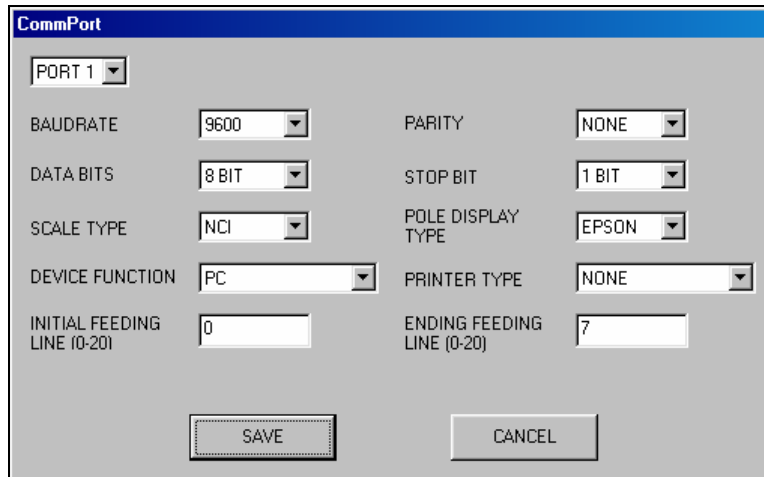 CommPort
PORT 1
BAUDRATE 9600 PARITY NONE
DATA BITS 8 BIT STOP BIT 1 BIT
SCALE TYPE NCI POLE DISPLAY
TYPE EPSON
DEVICE FUNCTION PC PRINTER TYPE NONE
INITIAL FEEDING
LINE (0-20) 0 ENDING FEEDING
LINE (0-20) 7
SAVE CANCEL